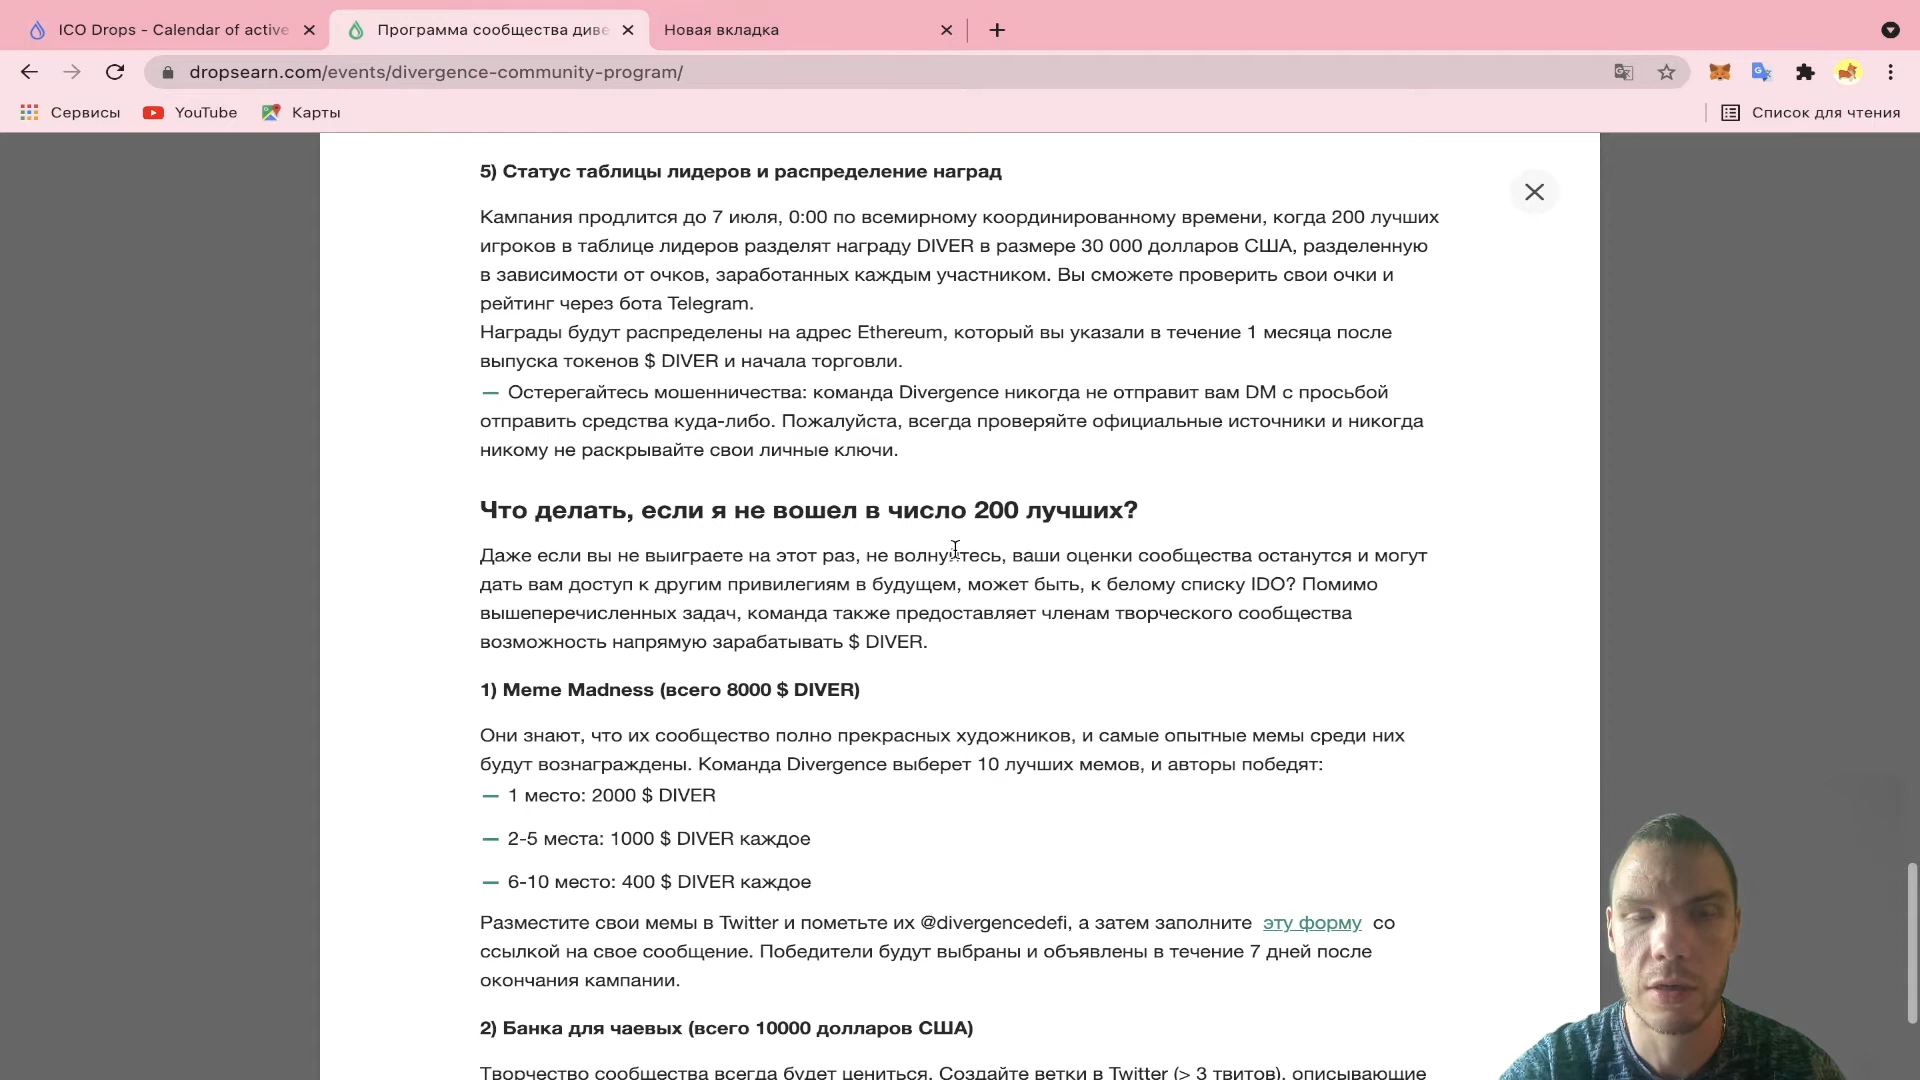 ICO Drops - Calendar of active
Программа сообщества диве
Новая вкладка
dropsearn.com/events/divergence-community-program/
Сервисы
YouTube
Карты
Список для чтения
5) Статус таблицы лидеров и распределение наград
Кампания продлится до 7 июля, 0:00 по всемирному координированному времени, когда 200 лучших
игроков в таблице лидеров разделят награду DIVER в размере 30 000 долларов США, разделенную
в зависимости от очков, заработанных каждым участником. Вы сможете проверить свои очки и
рейтинг через бота Telegram.
Награды будут распределены на адрес Ethereum, который вы указали в течение 1 месяца после
выпуска токенов $ DIVER и начала торговли.
— Остерегайтесь мошенничества: команда Divergence никогда не отправит вам DM с просьбой
отправить средства куда-либо. Пожалуйста, всегда проверяйте официальные источники и никогда
никому не раскрывайте свои личные ключи.
Что делать, если я не вошел в число 200 лучших?
Даже если вы не выиграете на этот раз, не волнуйтесь, ваши оценки сообщества останутся и могут
дать вам доступ к другим привилегиям в будущем, может быть, к белому списку IDO? Помимо
вышеперечисленных задач, команда также предоставляет членам творческого сообщества
возможность напрямую зарабатывать $ DIVER.
1) Meme Madness (всего 8000 $ DIVER)
Они знают, что их сообщество полно прекрасных художников, и самые опытные мемы среди них
будут вознаграждены. Команда Divergence выберет 10 лучших мемов, и авторы победят:
— 1 место: 2000 $ DIVER
— 2-5 места: 1000 $ DIVER каждое
— 6-10 место: 400 $ DIVER каждое
Разместите свои мемы в Twitter и пометьте их @divergencedefi, а затем заполните эту форму со
ссылкой на свое сообщение. Победители будут выбраны и объявлены в течение 7 дней после
окончания кампании.
2) Банка для чаевых (всего 10000 долларов США)
Творчество сообщества всегда будет цениться. Создайте ветки в Twitter (> 3 твитов), описывающие